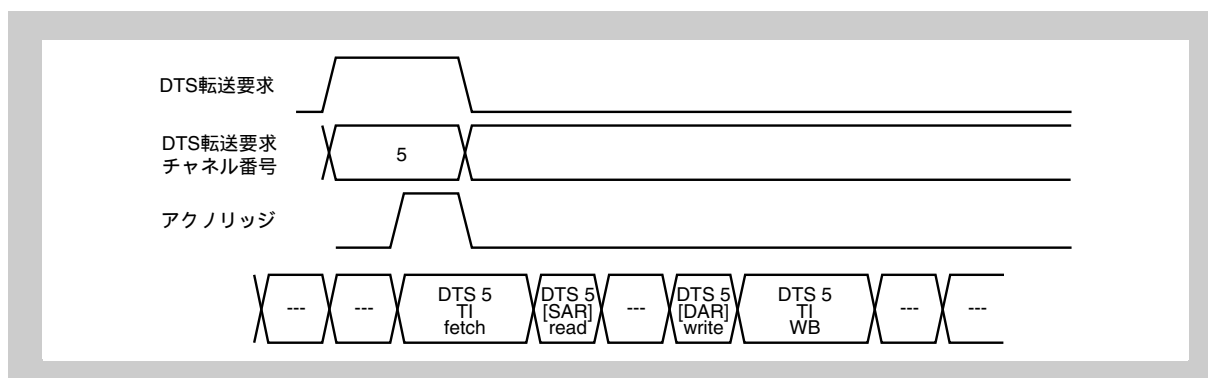 DTS転送要求
DTS転送要求
チャネル番号
5
アクノリッジ
---
---
DTS 5
TI
fetch
DTS 5
[SAR]
read
---
DTS 5
[DAR]
write
DTS 5
TI
WB
---
---